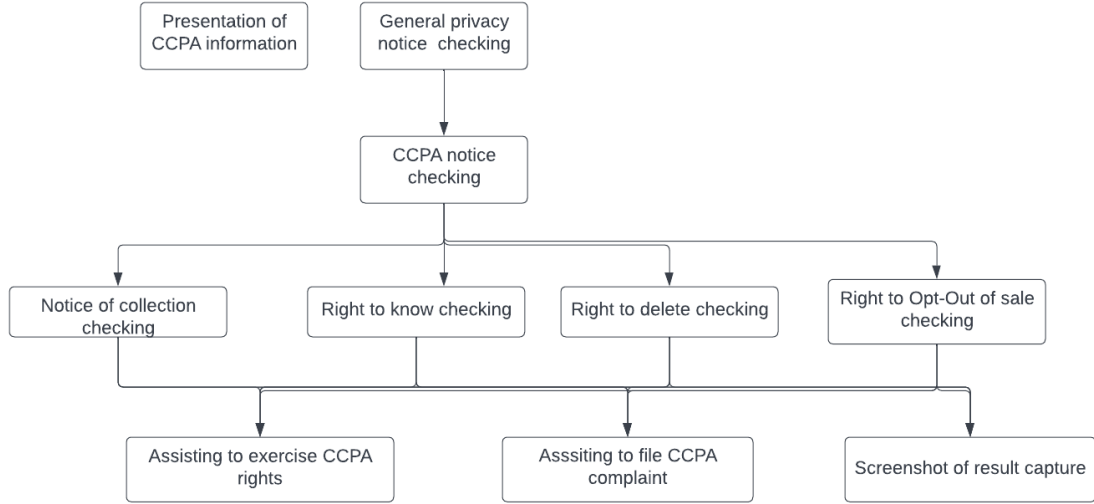 Presentation of
CCPA information
General privacy
notice checking
CCPA notice
checking
Notice of collection
checking
Right to know checking
Right to delete checking
Right to Opt-Out of sale
checking
Assisting to exercise CCPA
rights
Asssiting to file CCPA
complaint
Screenshot of result capture